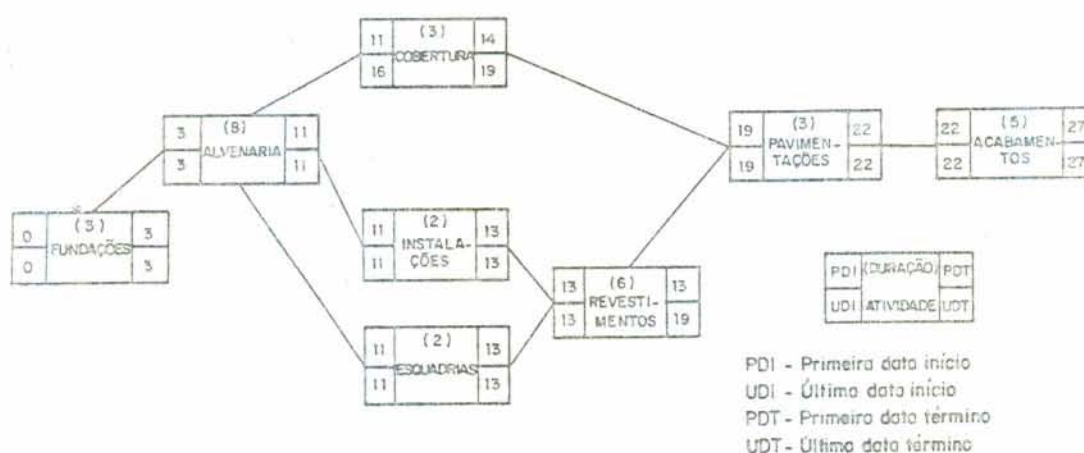 11 (3) 14
COBERTURA
16 19
3 (8) 11
ALVENARIA
3 11
19 (3) 22
PAVIMEN-
TAÇÕES
19 22
22 (5) 27
ACABAMEN-
TOS
22 27
0 (3) 3
FUNDAÇÕES
0 3
11 (2) 13
INSTALA-
ÇÕES
11 13
13 (6) 13
REVESTI-
MENTOS
13 19
11 (2) 13
ESQUADRIAS
11 13
PDI (DURAÇÃO) PDT
UDI ATIVIDADE UDT
PDI - Primeira data início
UDI - Última data início
PDT - Primeira data término
UDT - Última data término